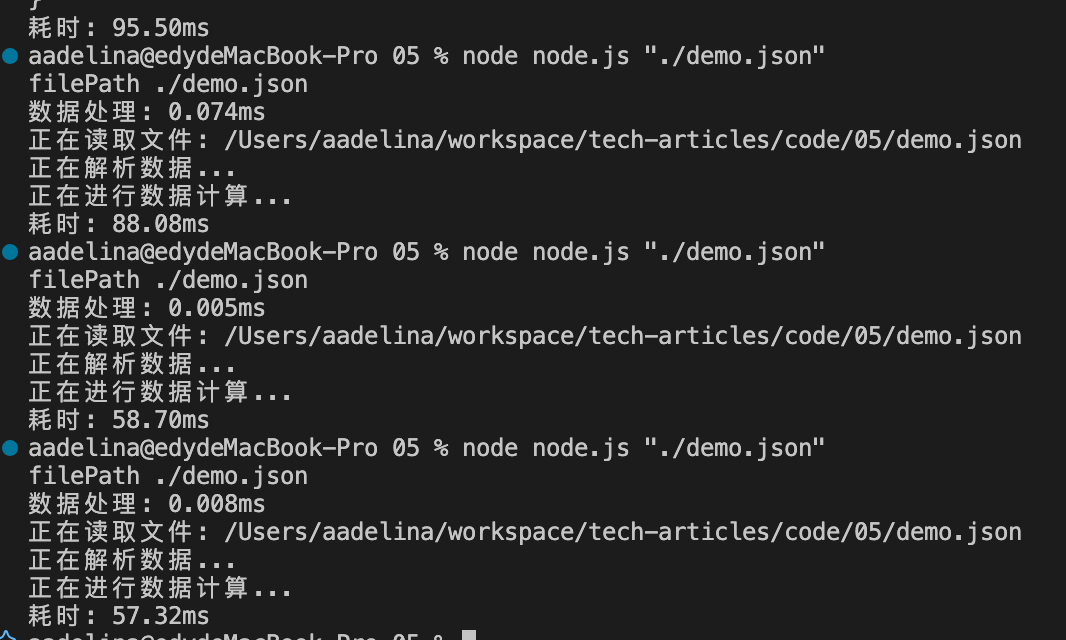 }
耗时: 95.50ms
aadelina@edydeMacBook-Pro 05 % node node.js "./demo.json"
filePath ./demo.json
数据处理: 0.074ms
正在读取文件: /Users/aadelina/workspace/tech-articles/code/05/demo.json
正在解析数据...
正在进行数据计算...
耗时: 88.08ms
aadelina@edydeMacBook-Pro 05 % node node.js "./demo.json"
filePath ./demo.json
数据处理: 0.005ms
正在读取文件: /Users/aadelina/workspace/tech-articles/code/05/demo.json
正在解析数据...
正在进行数据计算...
耗时: 58.70ms
aadelina@edydeMacBook-Pro 05 % node node.js "./demo.json"
filePath ./demo.json
数据处理: 0.008ms
正在读取文件: /Users/aadelina/workspace/tech-articles/code/05/demo.json
正在解析数据...
正在进行数据计算...
耗时: 57.32ms
aadelina@edydeMacBook-Pro 05 %